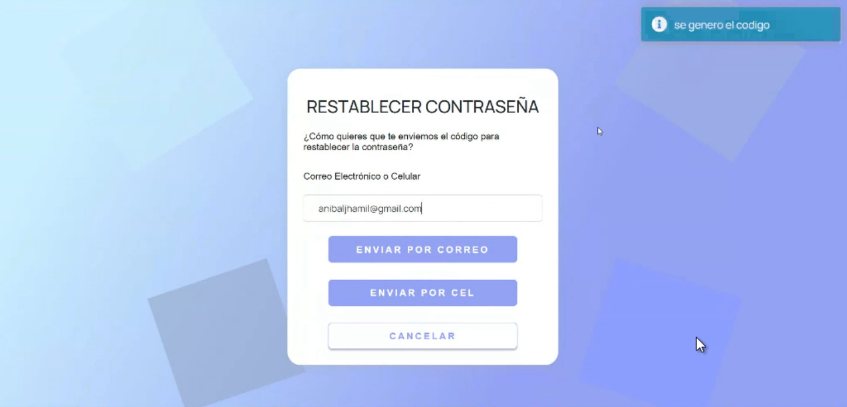 se genero el codigo
RESTABLECER CONTRASEÑA
¿Cómo quieres que te enviemos el código para
restablecer la contraseña?
Correo Electrónico o Celular
anibaljhamil@gmail.com
ENVIAR POR CORREO
ENVIAR POR CEL
CANCELAR